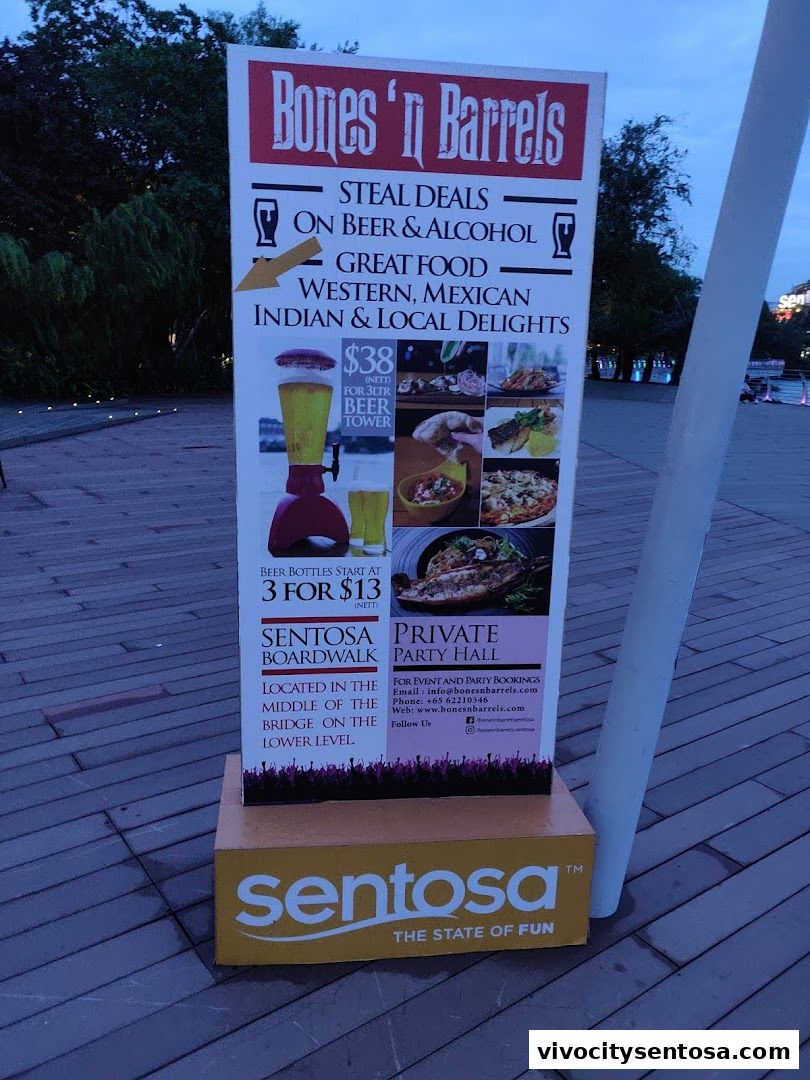 Bones 'n Barrels
STEAL DEALS
ON BEER & ALCOHOL
GREAT FOOD
WESTERN, MEXICAN
INDIAN & LOCAL DELIGHTS
$38
(NETT)
FOR 3LTR
BEER
TOWER
BEER BOTTLES START AT
3 FOR $13
(NETT)
SENTOSA
BOARDWALK
LOCATED IN THE
MIDDLE OF THE
BRIDGE ON THE
LOWER LEVEL.
PRIVATE
PARTY HALL
FOR EVENT AND PARTY BOOKINGS
Email : info@bonesnbarrels.com
Phone: +65 62210346
Web: www.bonesnbarrels.com
Follow Us
/bonesnbarrelssentosa
/bonesnbarrels.sentosa
sentosa™
THE STATE OF FUN
sent
vivocitysentosa.com